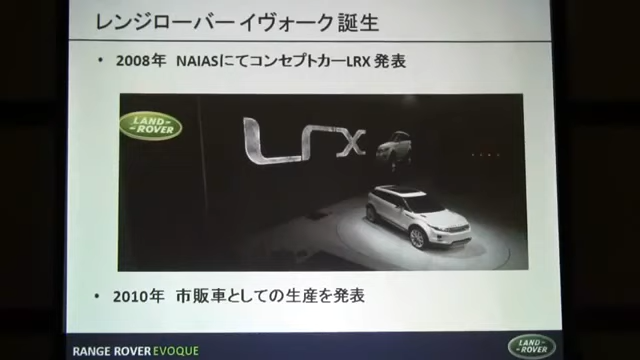 レンジローバー イヴォーク 誕生
• 2008年 NAIASにてコンセプトカーLRX 発表
LAND-
-ROVER
Lrx
• 2010年 市販車としての生産を発表
RANGE ROVER EVOQUE
LAND-
-ROVER